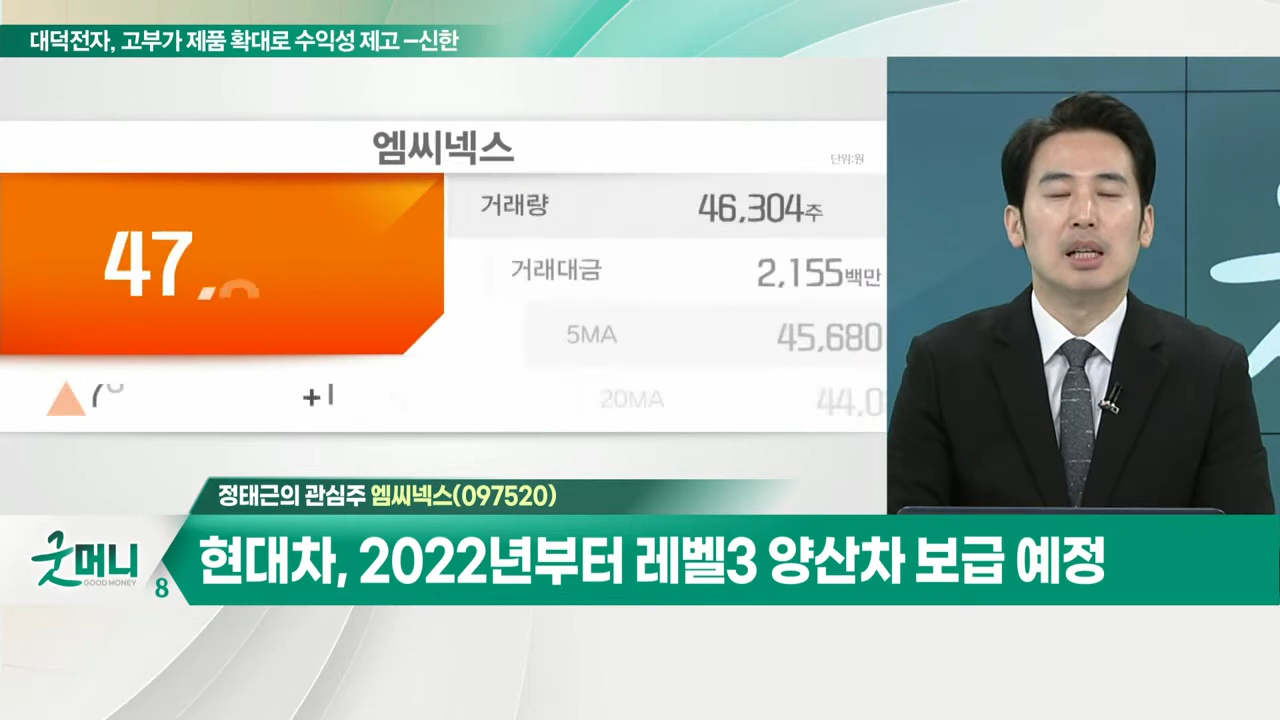 대덕전자, 고부가 제품 확대로 수익성 제고 -신한
엠씨넥스
단위:원
47,
거래량 46,304주
거래대금 2,155백만
5MA 45,680
20MA 44,0
정태근의 관심주 엠씨넥스(097520)
굿머니
GOOD MONEY
8
현대차, 2022년부터 레벨3 양산차 보급 예정